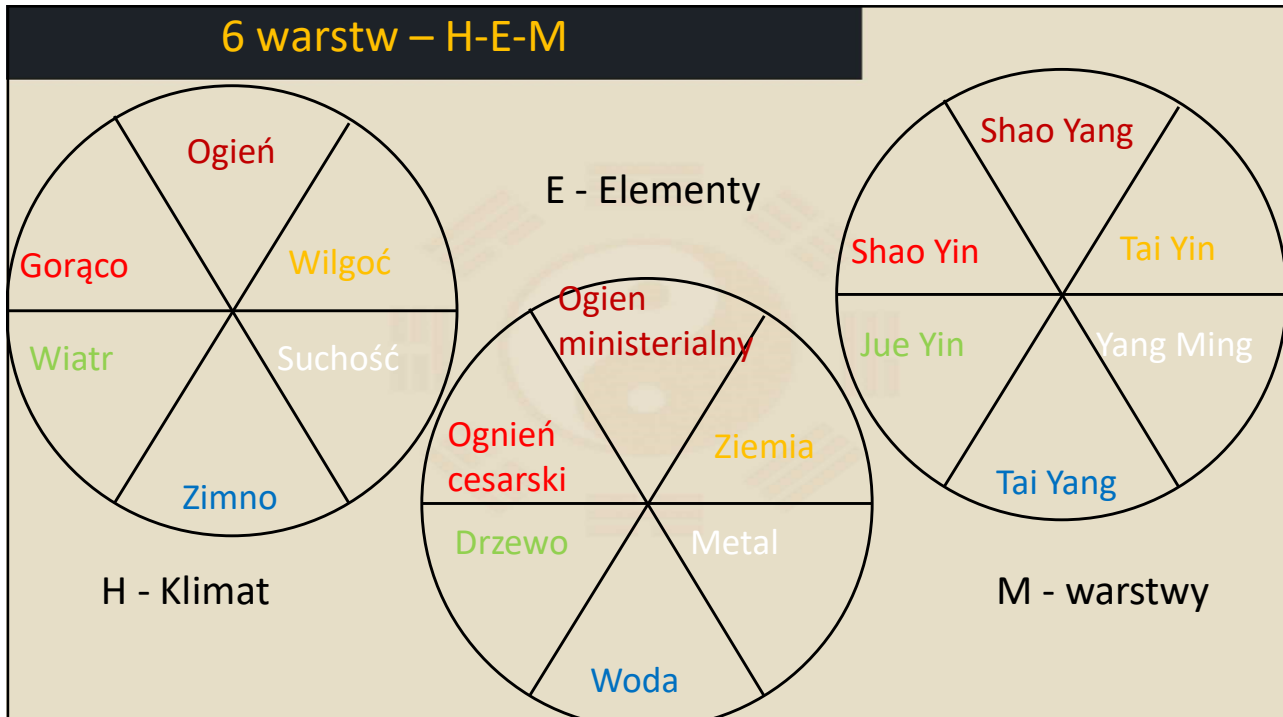 6 warstw – H-E-M
Ogień
Gorąco
Wilgoć
Wiatr
Suchość
Zimno
H - Klimat
E - Elementy
Ogien
ministerialny
Ognień
cesarski
Ziemia
Drzewo
Metal
Woda
Shao Yang
Shao Yin
Tai Yin
Jue Yin
Yang Ming
Tai Yang
M - warstwy